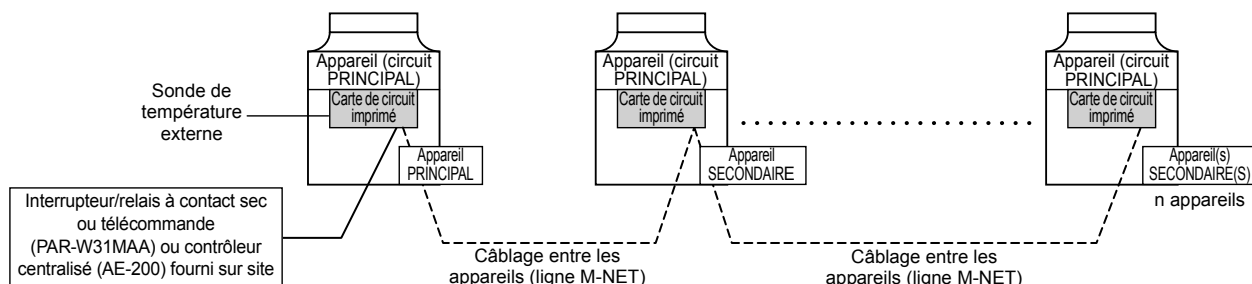 Appareil (circuit
PRINCIPAL)
Carte de circuit
imprimé
Sonde de
température
externe
Appareil
PRINCIPAL
Interrupteur/relais à contact sec
ou télécommande
(PAR-W31MAA) ou contrôleur
centralisé (AE-200) fourni sur site
Câblage entre les
appareils (ligne M-NET)
Appareil (circuit
PRINCIPAL)
Carte de circuit
imprimé
Appareil
SECONDAIRE
Câblage entre les
appareils (ligne M-NET)
Appareil (circuit
PRINCIPAL)
Carte de circuit
imprimé
Appareil(s)
SECONDAIRE(S)
n appareils